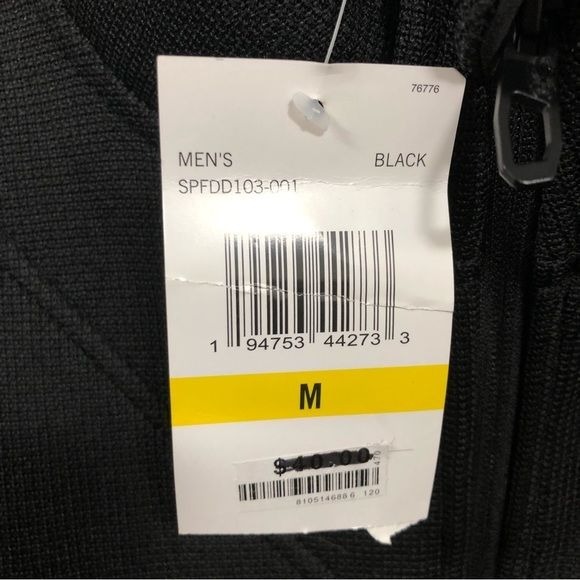 76776
MEN'S BLACK
SPFDD103-001
1 94753 44273 3
M
$40.00
8105146886 120